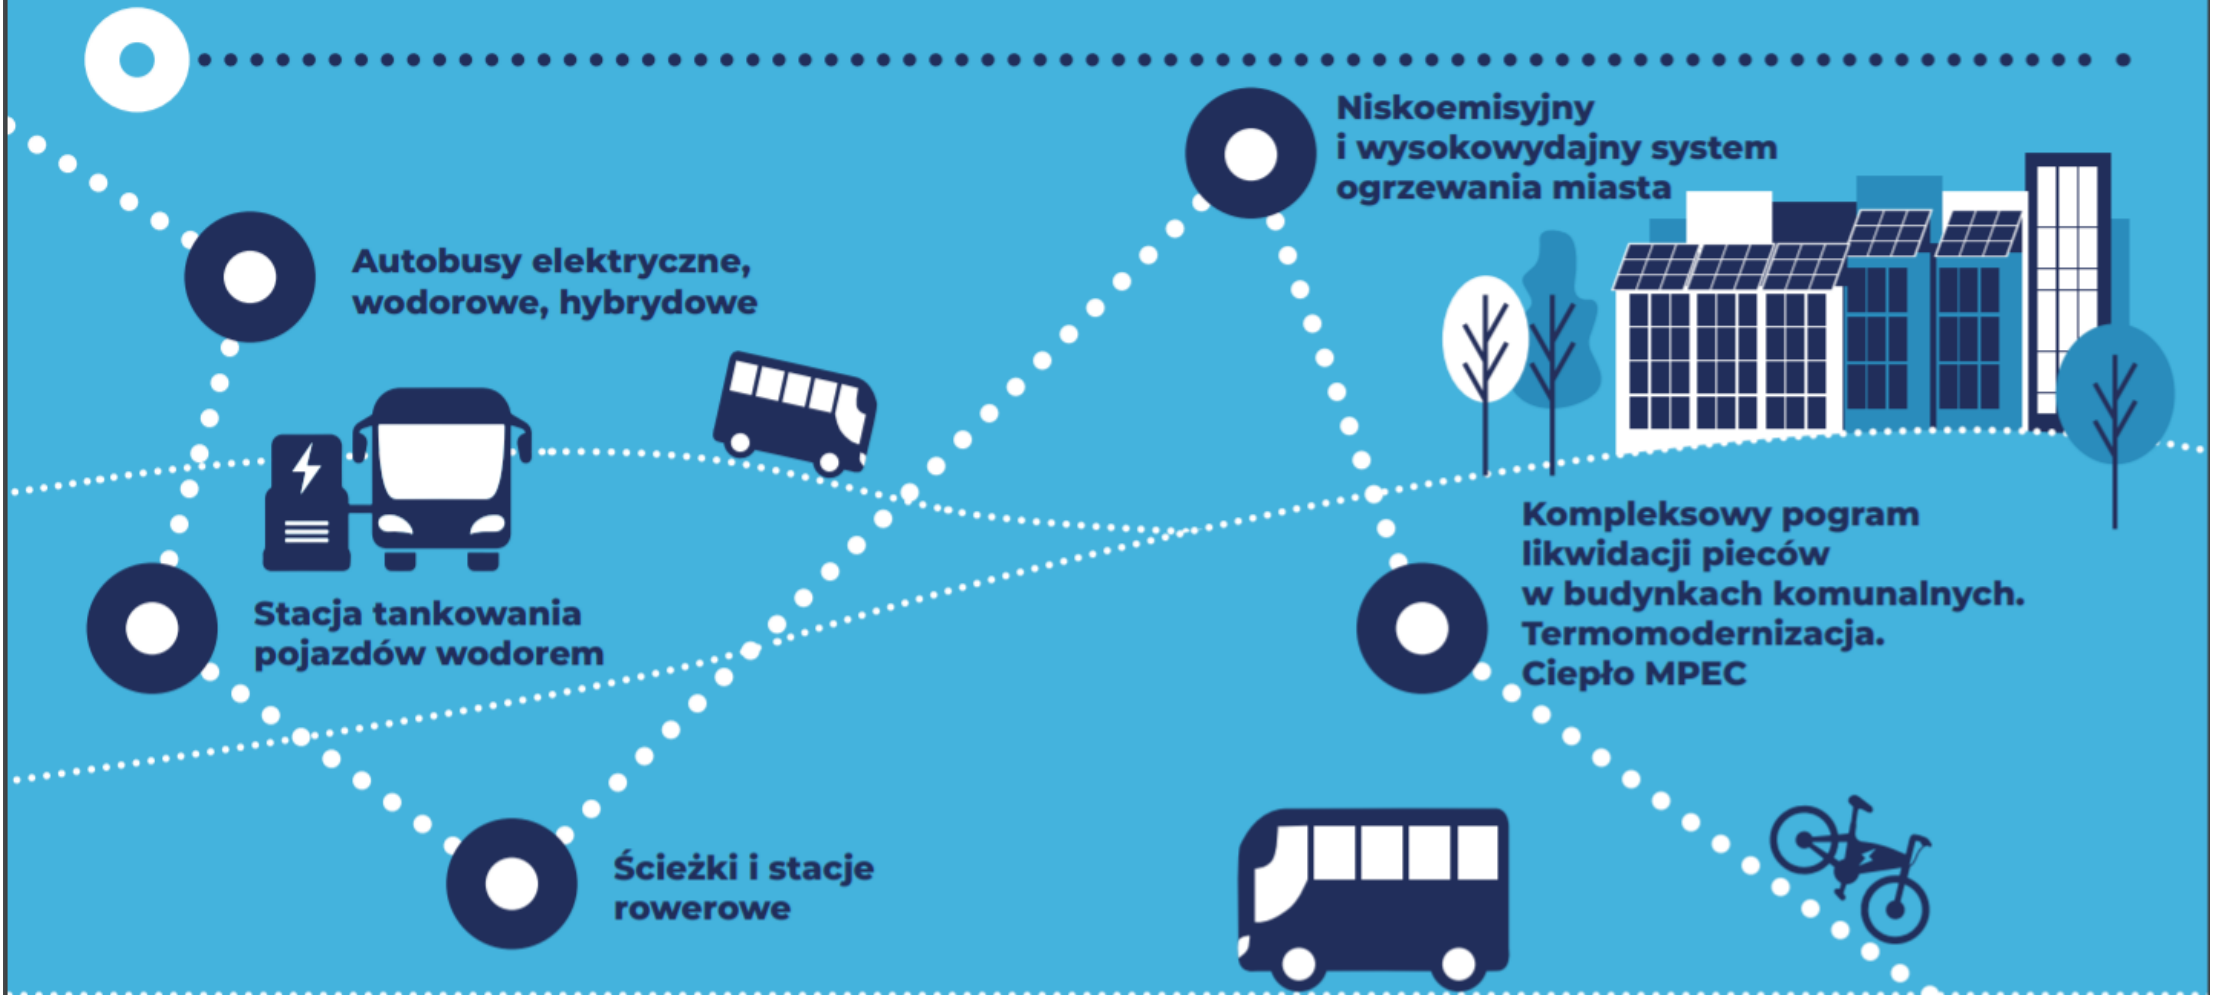 Niskoemisyjny
i wysokowydajny system
ogrzewania miasta
Autobusy elektryczne,
wodorowe, hybrydowe
Kompleksowy pogram
likwidacji pieców
w budynkach komunalnych.
Termomodernizacja.
Ciepło MPEC
Stacja tankowania
pojazdów wodorem
Ścieżki i stacje
rowerowe